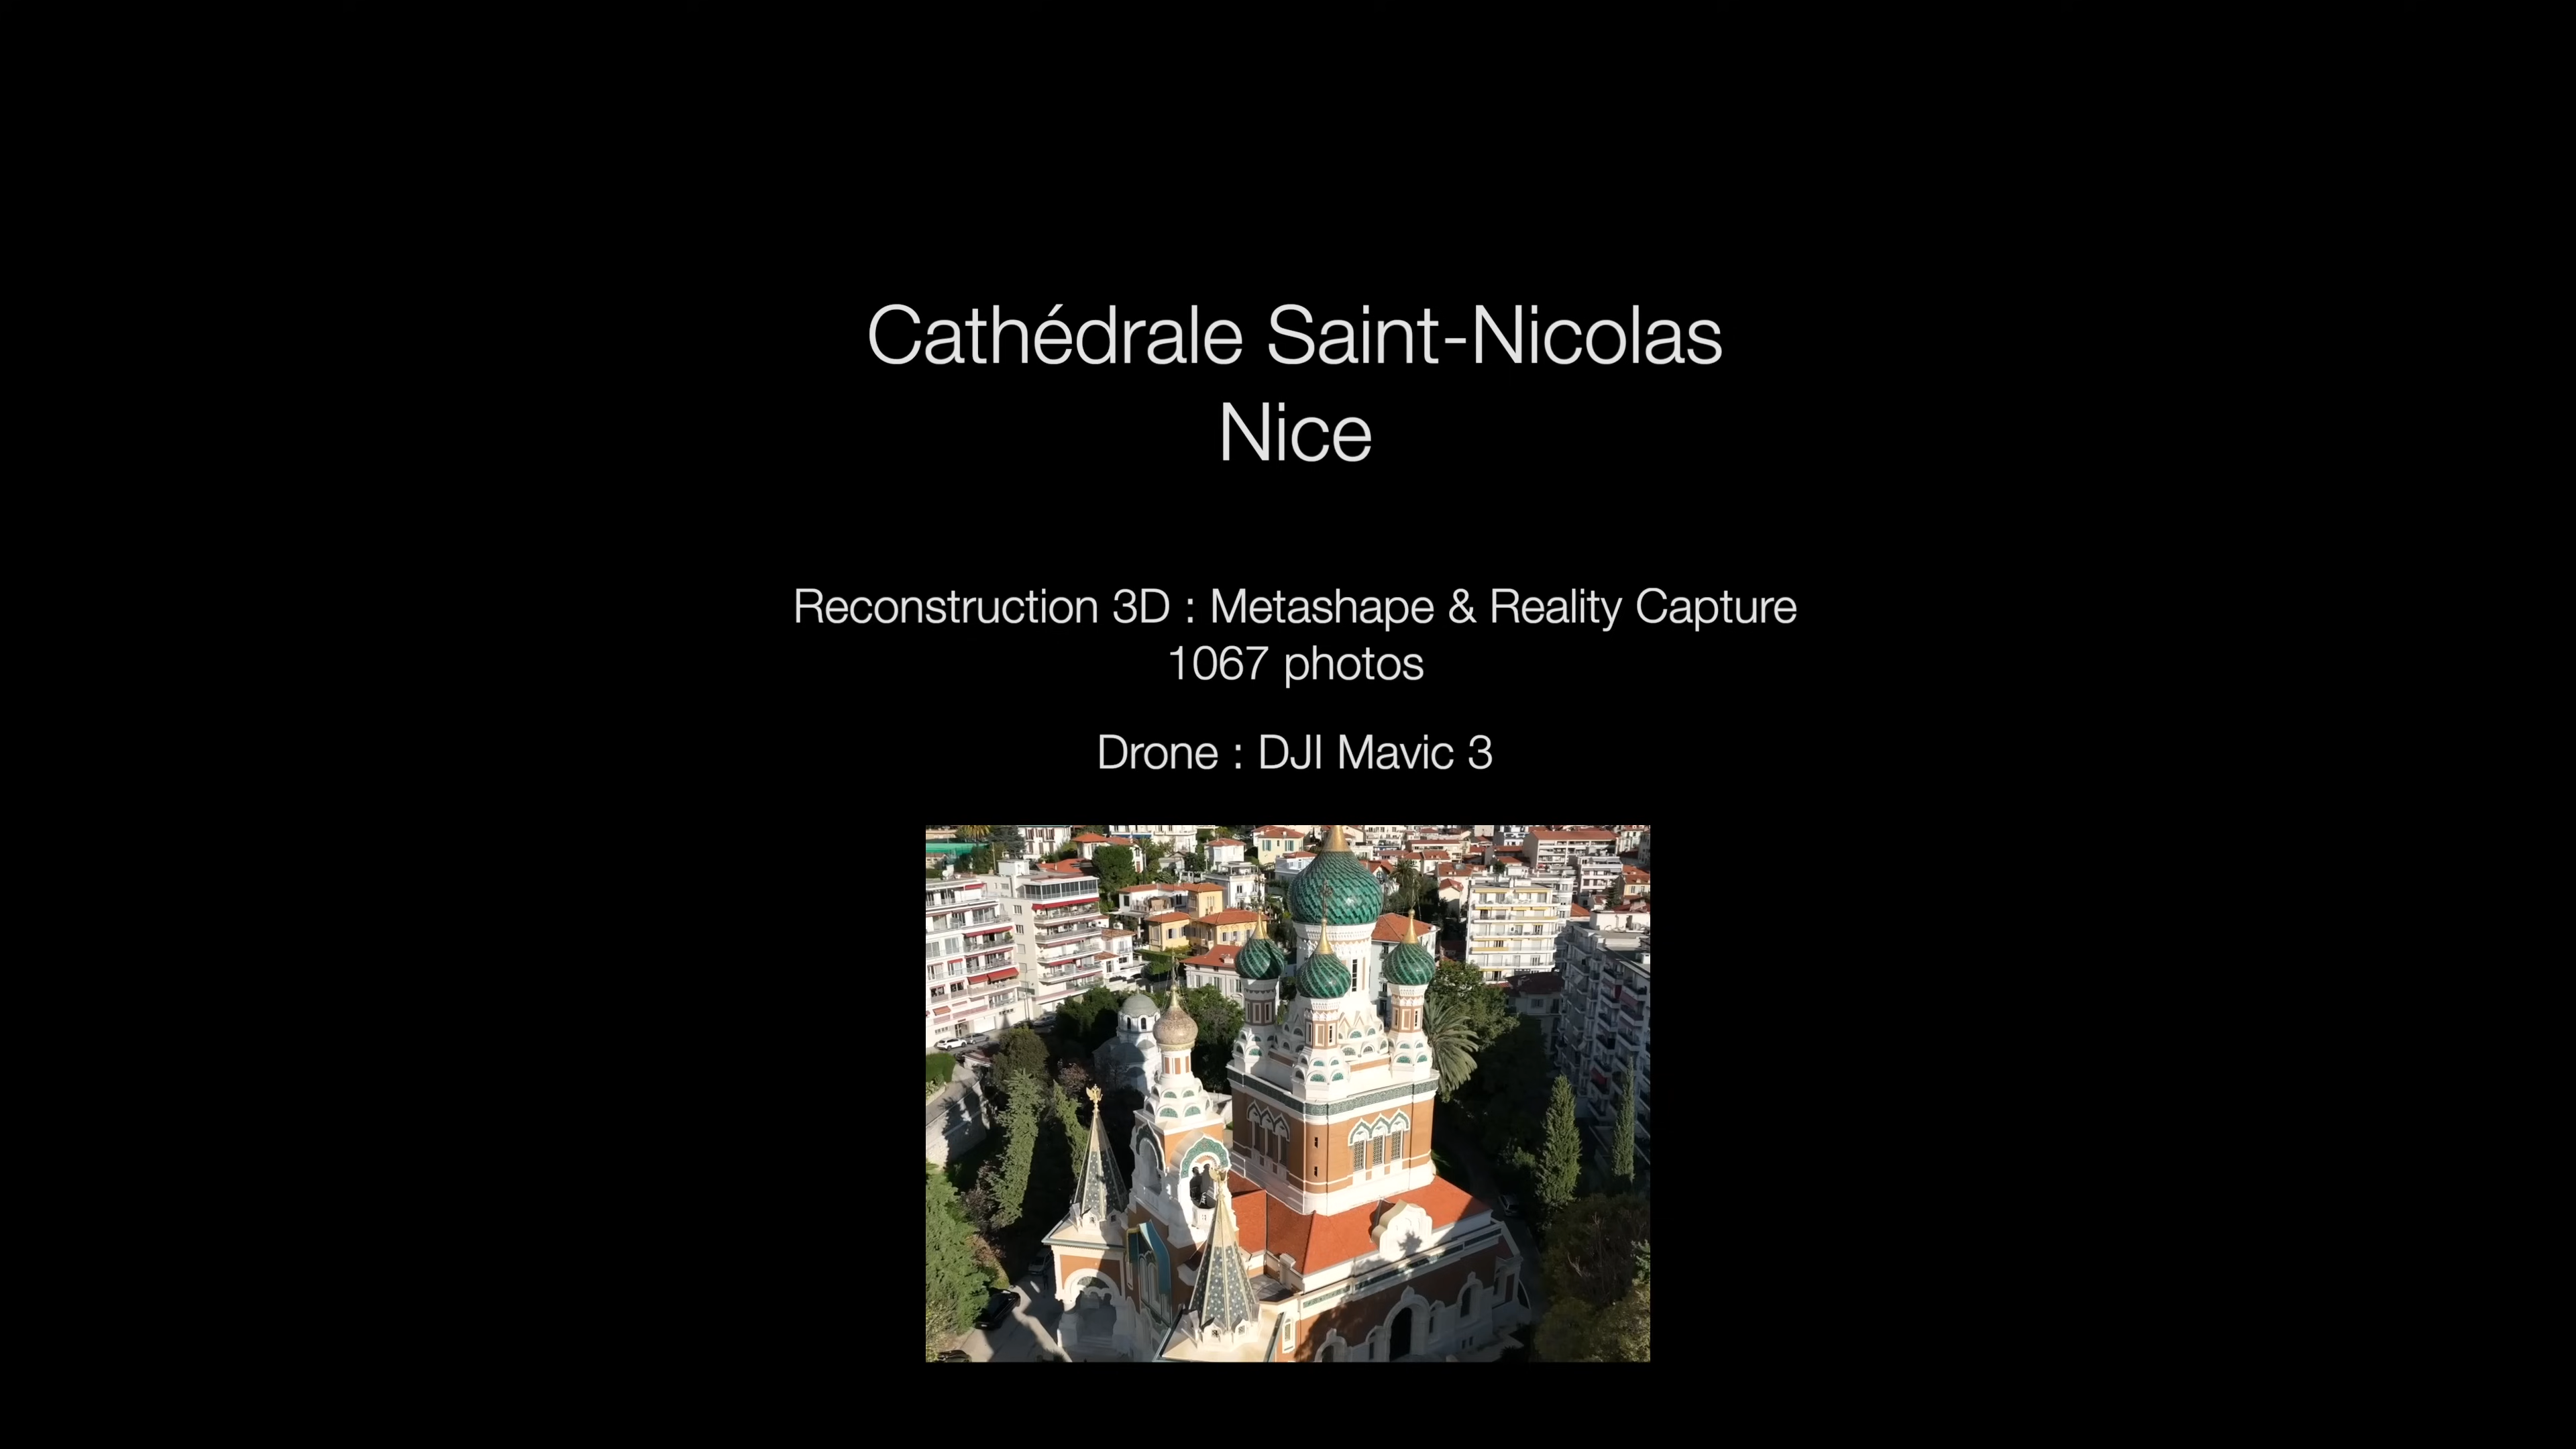 Cathédrale Saint-Nicolas
Nice
Reconstruction 3D : Metashape & Reality Capture
1067 photos
Drone : DJI Mavic 3